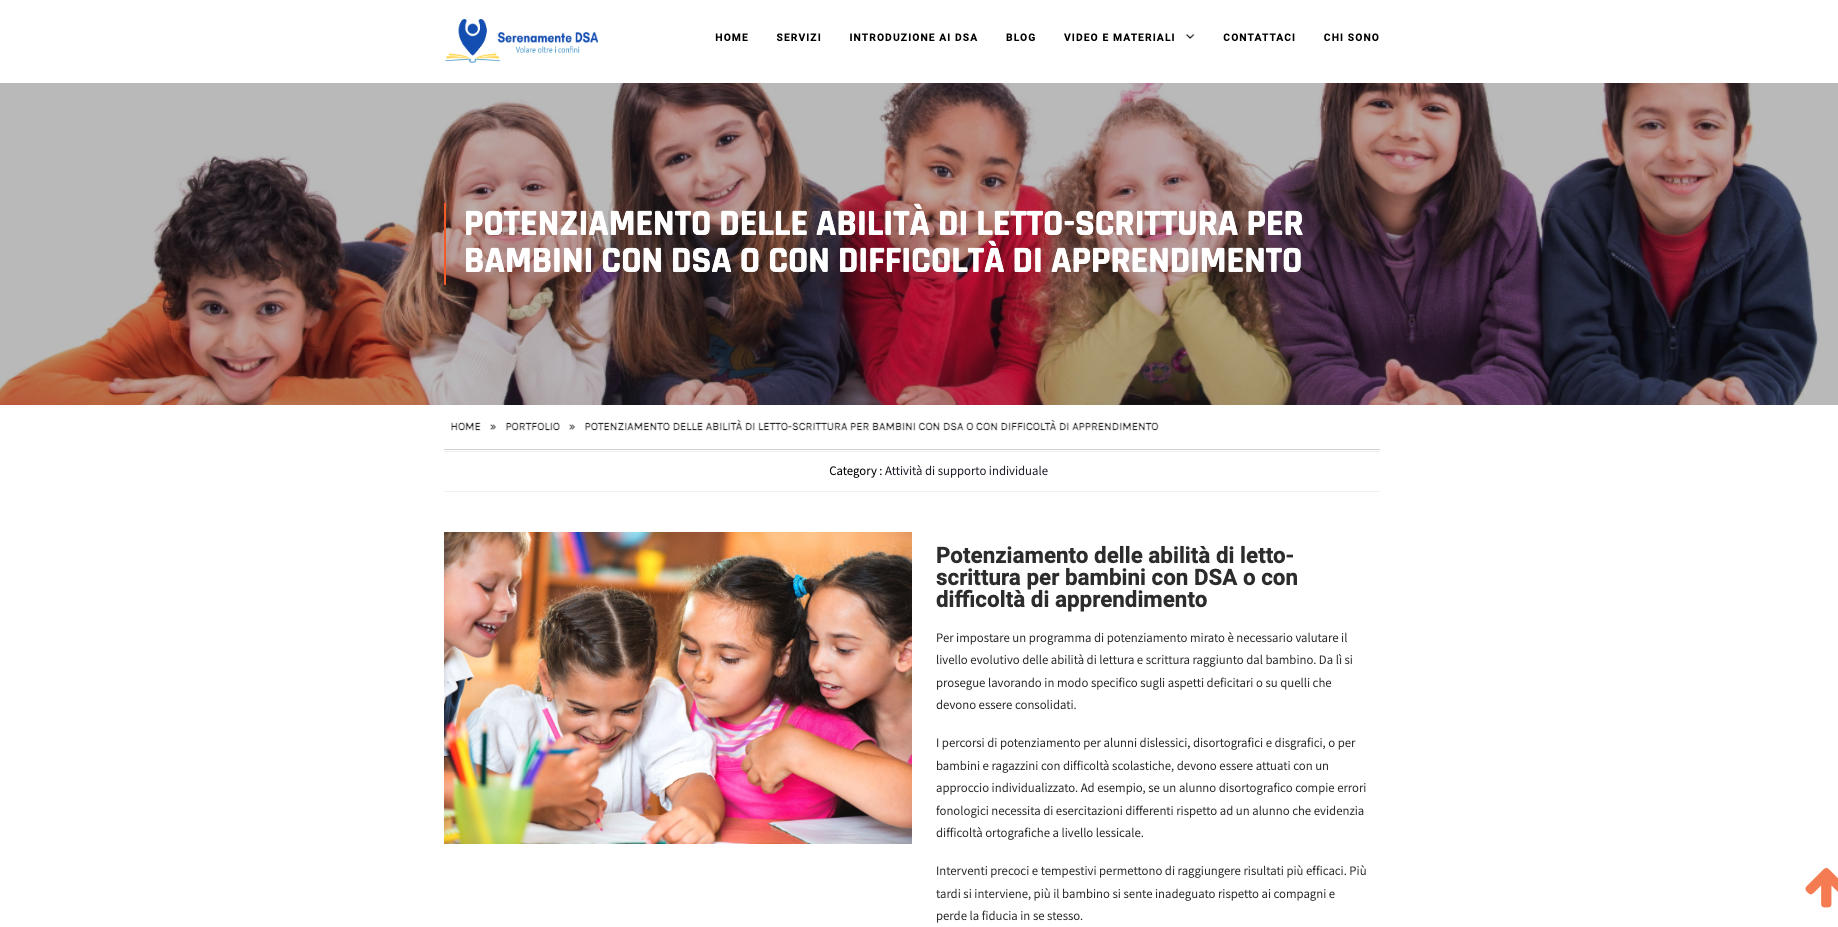 Serenamente DSA
Volare oltre i confini
HOME SERVIZI INTRODUZIONE AI DSA BLOG VIDEO E MATERIALI CONTATTACI CHI SONO
POTENZIAMENTO DELLE ABILITÀ DI LETTO-SCRITTURA PER
BAMBINI CON DSA O CON DIFFICOLTÀ DI APPRENDIMENTO
HOME » PORTFOLIO » POTENZIAMENTO DELLE ABILITÀ DI LETTO-SCRITTURA PER BAMBINI CON DSA O CON DIFFICOLTÀ DI APPRENDIMENTO
Category : Attività di supporto individuale
Potenziamento delle abilità di letto-
scrittura per bambini con DSA o con
difficoltà di apprendimento
Per impostare un programma di potenziamento mirato è necessario valutare il
livello evolutivo delle abilità di lettura e scrittura raggiunto dal bambino. Da lì si
prosegue lavorando in modo specifico sugli aspetti deficitari o su quelli che
devono essere consolidati.
I percorsi di potenziamento per alunni dislessici, disortografici e disgrafici, o per
bambini e ragazzini con difficoltà scolastiche, devono essere attuati con un
approccio individualizzato. Ad esempio, se un alunno disortografico compie errori
fonologici necessita di esercitazioni differenti rispetto ad un alunno che evidenzia
difficoltà ortografiche a livello lessicale.
Interventi precoci e tempestivi permettono di raggiungere risultati più efficaci. Più
tardi si interviene, più il bambino si sente inadeguato rispetto ai compagni e
perde la fiducia in se stesso.